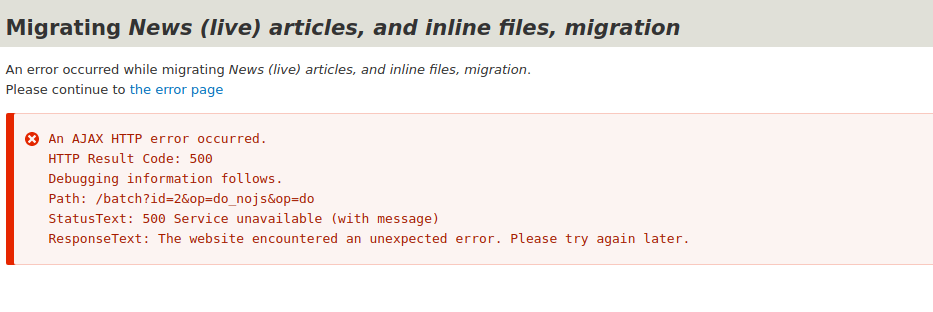 Migrating News (live) articles, and inline files, migration
An error occurred while migrating News (live) articles, and inline files, migration.
Please continue to the error page
An AJAX HTTP error occurred.
HTTP Result Code: 500
Debugging information follows.
Path: /batch?id=2&op=do_nojs&op=do
StatusText: 500 Service unavailable (with message)
ResponseText: The website encountered an unexpected error. Please try again later.